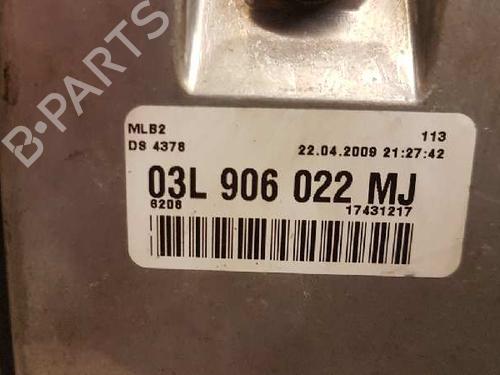 B-PARTS
MLB2
113
DS 4378
22.04.2009 21:27:42
03L 906 022 MJ
6208
17431217